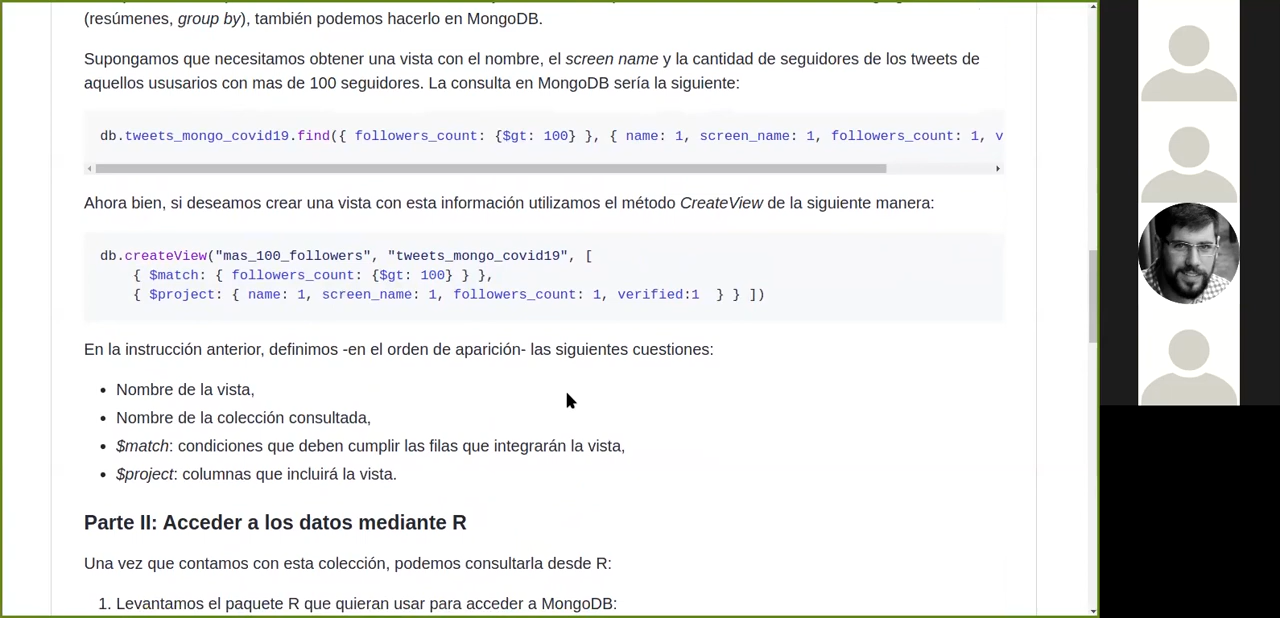 (resúmenes, group by), también podemos hacerlo en MongoDB.
Supongamos que necesitamos obtener una vista con el nombre, el screen name y la cantidad de seguidores de los tweets de
aquellos ususarios con mas de 100 seguidores. La consulta en MongoDB sería la siguiente:
db.tweets_mongo_covid19.find({ followers_count: {$gt: 100} }, { name: 1, screen_name: 1, followers_count: 1, v
Ahora bien, si deseamos crear una vista con esta información utilizamos el método CreateView de la siguiente manera:
db.createView("mas_100_followers", "tweets_mongo_covid19", [
{ $match: { followers_count: {$gt: 100} } },
{ $project: { name: 1, screen_name: 1, followers_count: 1, verified:1  } } ])
En la instrucción anterior, definimos -en el orden de aparición- las siguientes cuestiones:
• Nombre de la vista,
• Nombre de la colección consultada,
• $match: condiciones que deben cumplir las filas que integrarán la vista,
• $project: columnas que incluirá la vista.
Parte II: Acceder a los datos mediante R
Una vez que contamos con esta colección, podemos consultarla desde R:
1. Levantamos el paquete R que quieran usar para acceder a MongoDB: